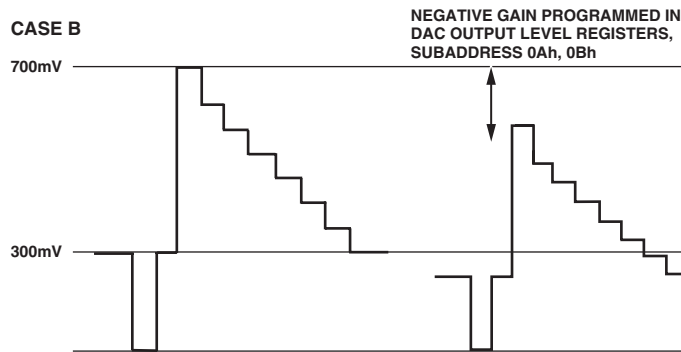 CASE B
NEGATIVE GAIN PROGRAMMED IN
DAC OUTPUT LEVEL REGISTERS,
SUBADDRESS 0Ah, 0Bh
700mV
300mV